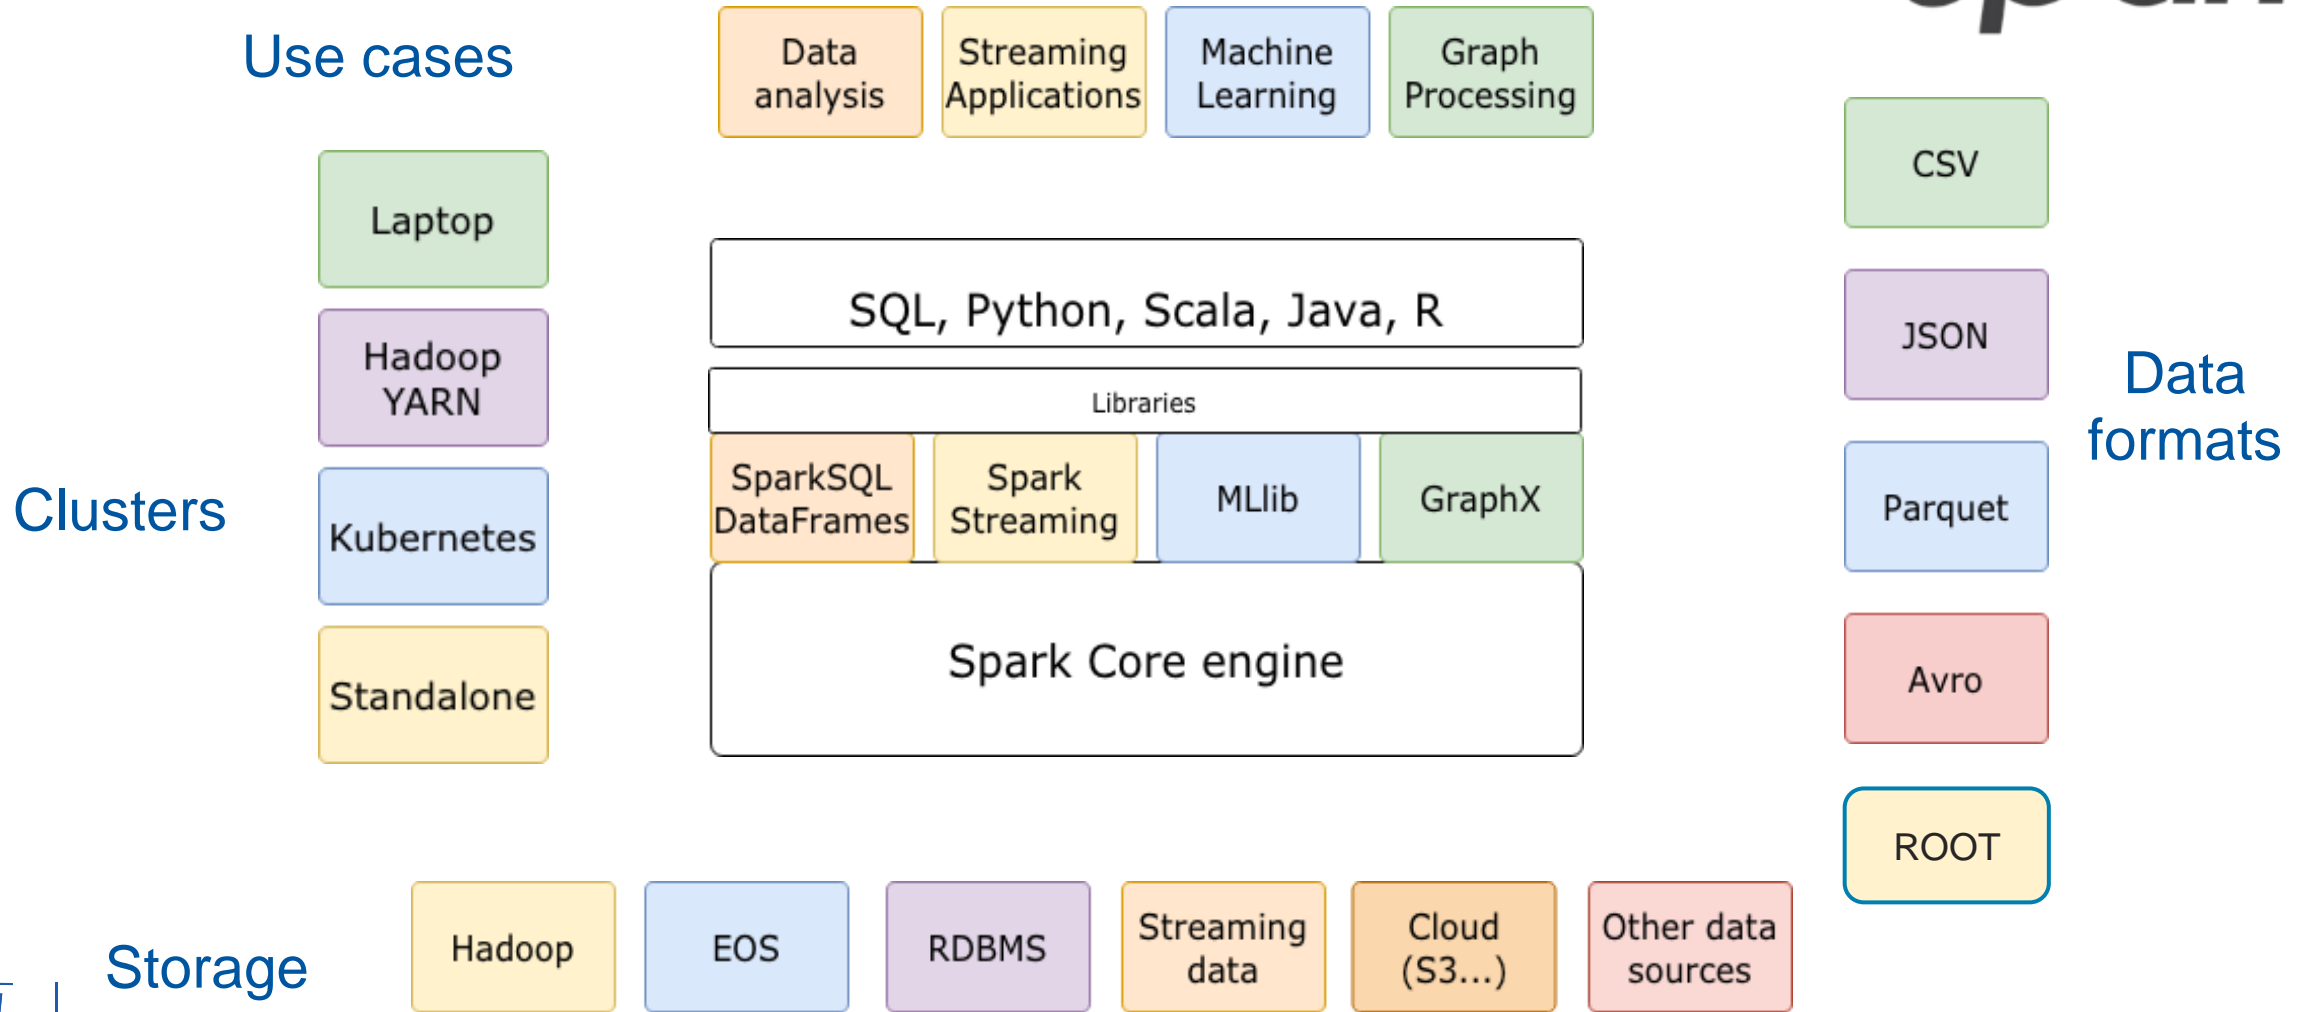 Use cases
Data
analysis
Streaming
Applications
Machine
Learning
Graph
Processing
Laptop
Hadoop
YARN
Kubernetes
Standalone
Clusters
SQL, Python, Scala, Java, R
Libraries
SparkSQL
DataFrames
Spark
Streaming
MLlib
GraphX
Spark Core engine
CSV
JSON
Parquet
Avro
ROOT
Data
formats
Storage
Hadoop
EOS
RDBMS
Streaming
data
Cloud
(S3...)
Other data
sources